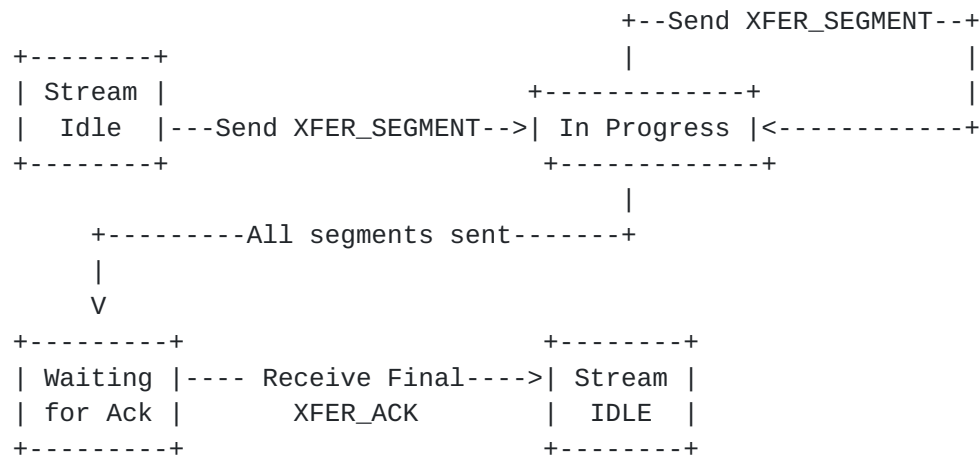 +--Send XFER_SEGMENT--+
+--------+                         |                     |
| Stream |                   +-------------+             |
|  Idle  |---Send XFER_SEGMENT-->| In Progress |<------------+
+--------+                    +-------------+
|
+---------All segments sent-------+
|
V
+---------+                        +--------+
| Waiting |---- Receive Final---->| Stream |
| for Ack |       XFER_ACK        |  IDLE  |
+---------+                        +--------+